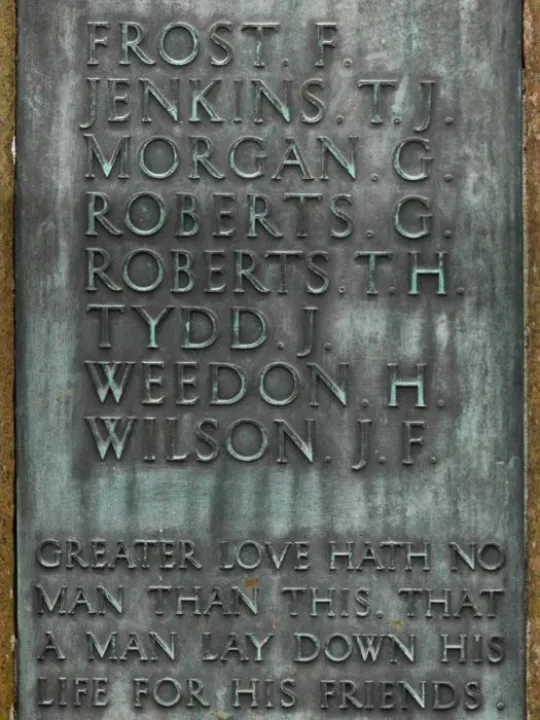 FROST. F.
JENKINS. T. J.
MORGAN. G.
ROBERTS. G.
ROBERTS. T. H.
TYDD. J.
WEEDON. H.
WILSON. J. F.
GREATER LOVE HATH NO
MAN THAN THIS. THAT
A MAN LAY DOWN HIS
LIFE FOR HIS FRIENDS.